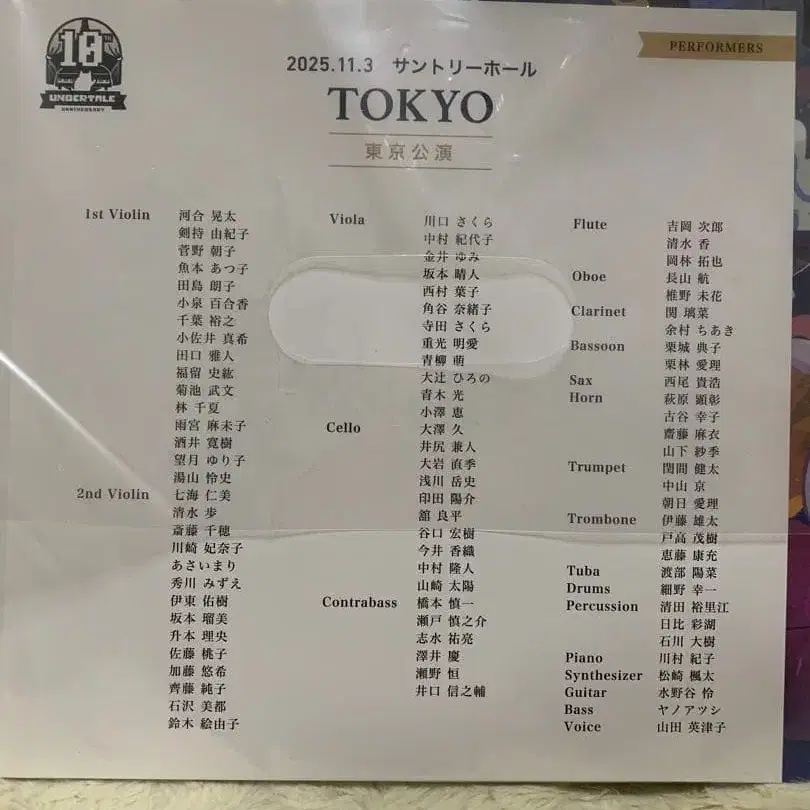 10TH
UNDERTALE
ANNIVERSARY
PERFORMERS
2025.11.3 サントリーホール
TOKYO
東京公演
1st Violin 河合 晃太
剣持 由紀子
菅野 朝子
魚本 あつ子
田島 朗子
小泉 百合香
千葉 裕之
小佐井 真希
田口 雅人
福留 史紘
菊池 武文
林 千夏
雨宮 麻未子
酒井 寛樹
望月 ゆり子
湯山 怜史
2nd Violin 七海 仁美
清水 歩
斎藤 千穂
川崎 妃奈子
あさいまり
秀川 みずえ
伊東 佑樹
坂本 瑠美
升本 理央
佐藤 桃子
加藤 悠希
齊藤 純子
石沢 美都
鈴木 絵由子
Viola 川口 さくら
中村 紀代子
金井 ゆみ
坂本 晴人
西村 葉子
角谷 奈緒子
寺田 さくら
重光 明愛
青柳 萌
大辻 ひろの
青木 光
小澤 恵
Cello 大澤 久
井尻 兼人
大岩 直季
浅川 岳史
印田 陽介
舘 良平
谷口 宏樹
今井 香織
中村 隆人
山崎 太陽
Contrabass 橋本 慎一
瀬戸 慎之介
志水 祐亮
澤井 慶
瀬野 恒
井口 信之輔
Flute 吉岡 次郎
清水 香
岡林 拓也
Oboe 長山 航
椎野 未花
Clarinet 関 璃菜
余村 ちあき
Bassoon 栗城 典子
栗林 愛理
Sax 西尾 貴浩
Horn 萩原 顕彰
古谷 幸子
齋藤 麻衣
山下 紗季
Trumpet 閏間 健太
中山 京
朝日 愛理
Trombone 伊藤 雄太
戸高 茂樹
恵藤 康充
Tuba 渡部 陽菜
Drums 細野 幸一
Percussion 清田 裕里江
日比 彩湖
石川 大樹
Piano 川村 紀子
Synthesizer 松崎 楓太
Guitar 水野谷 怜
Bass ヤノアツシ
Voice 山田 英津子